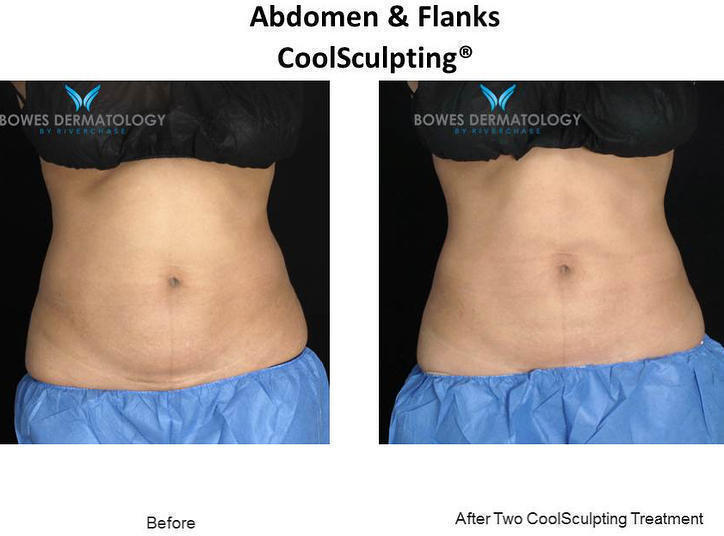 Abdomen & Flanks
CoolSculpting®
BOWES DERMATOLOGY
BY RIVERCHASE
BOWES DERMATOLOGY
BY RIVERCHASE
Before
After Two CoolSculpting Treatment